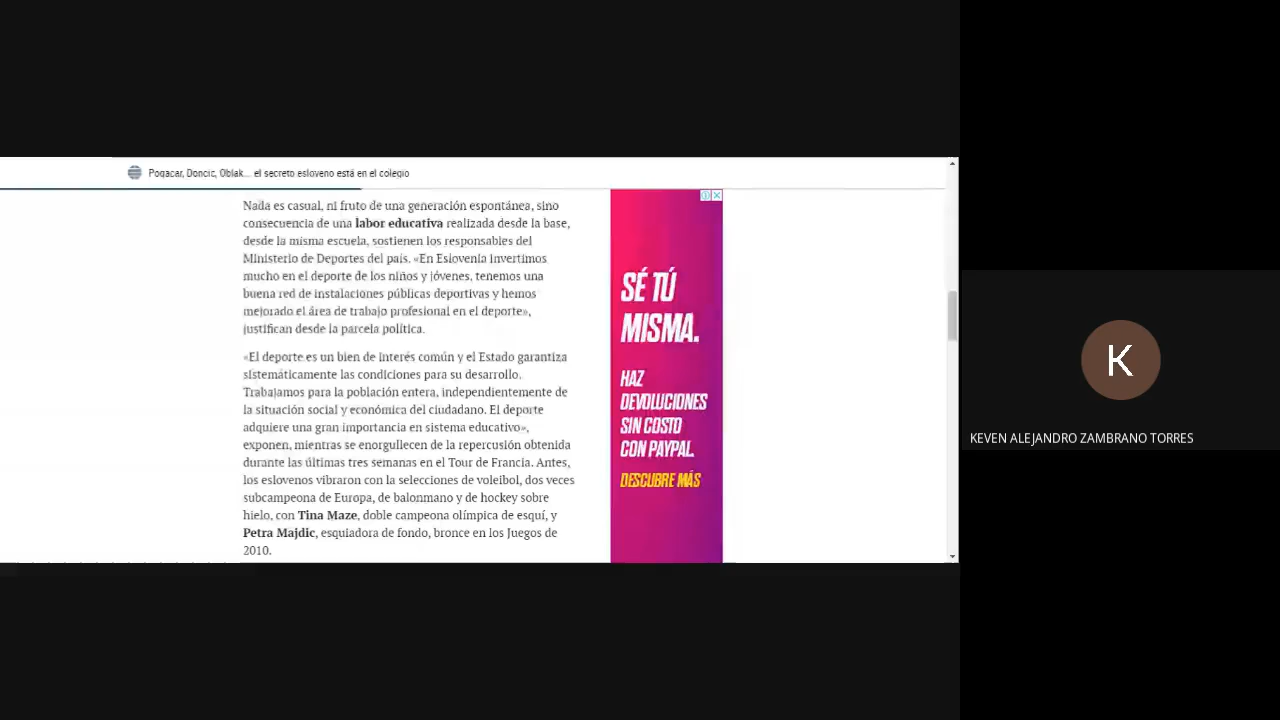 Pogacar, Doncic, Oblak... el secreto esloveno está en el colegio
Nada es casual, ni fruto de una generación espontánea, sino
consecuencia de una labor educativa realizada desde la base,
desde la misma escuela, sostienen los responsables del
Ministerio de Deportes del país. «En Eslovenia invertimos
mucho en el deporte de los niños y jóvenes, tenemos una
buena red de instalaciones públicas deportivas y hemos
mejorado el área de trabajo profesional en el deporte»,
justifican desde la parcela política.
«El deporte es un bien de interés común y el Estado garantiza
sistemáticamente las condiciones para su desarrollo.
Trabajamos para la población entera, independientemente de
la situación social y económica del ciudadano. El deporte
adquiere una gran importancia en sistema educativo»,
exponen, mientras se enorgullecen de la repercusión obtenida
durante las últimas tres semanas en el Tour de Francia. Antes,
los eslovenos vibraron con la selecciones de voleibol, dos veces
subcampeona de Europa, de balonmano y de hockey sobre
hielo, con Tina Maze, doble campeona olímpica de esquí, y
Petra Majdic, esquiadora de fondo, bronce en los Juegos de
2010.
SÉ TÚ
MISMA.
HAZ
DEVOLUCIONES
SIN COSTO
CON PAYPAL.
DESCUBRE MÁS
K
KEVEN ALEJANDRO ZAMBRANO TORRES